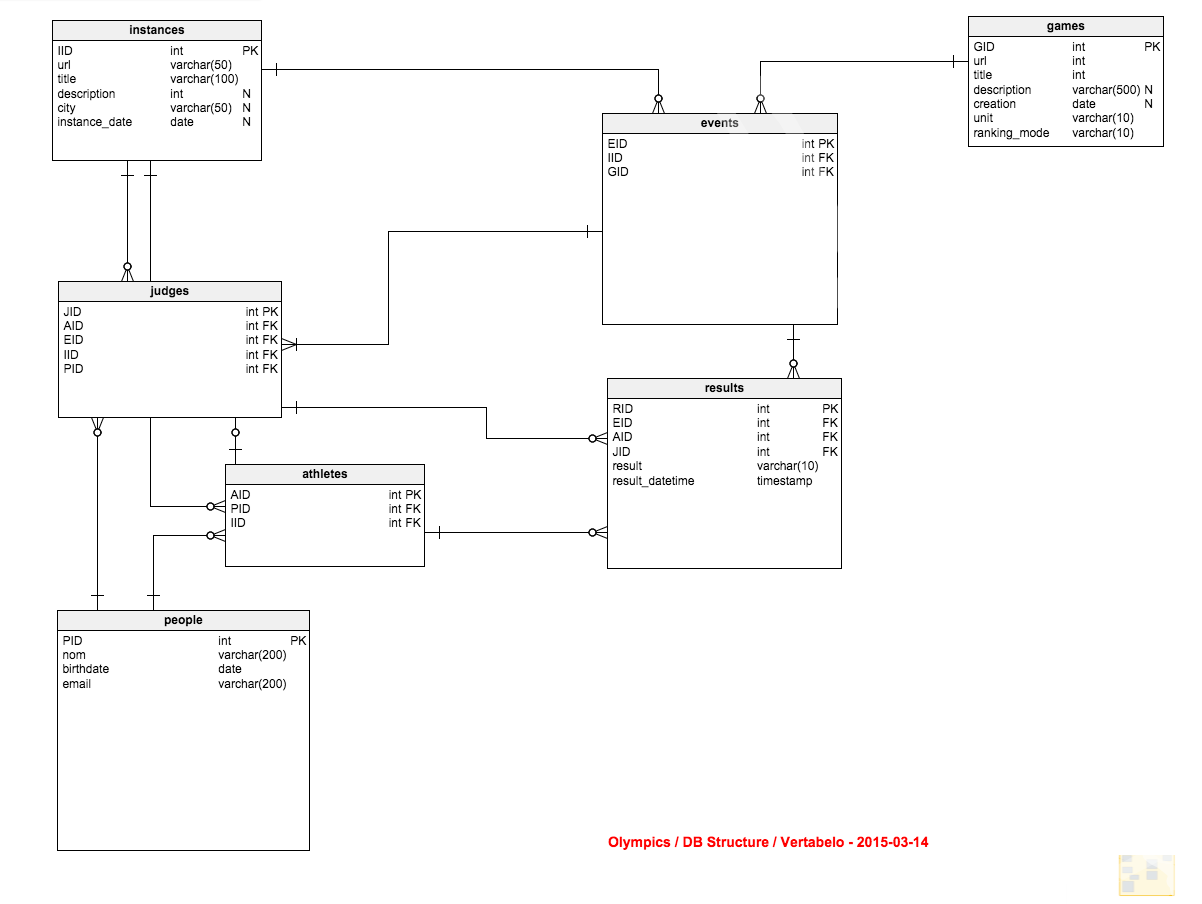 instances
IID int PK
url varchar(50)
title varchar(100)
description int N
city varchar(50) N
instance_date date N
games
GID int PK
url int
title int
description varchar(500) N
creation date N
unit varchar(10)
ranking_mode varchar(10)
events
EID int PK
IID int FK
GID int FK
judges
JID int PK
AID int FK
EID int FK
IID int FK
PID int FK
results
RID int PK
EID int FK
AID int FK
JID int FK
result varchar(10)
result_datetime timestamp
athletes
AID int PK
PID int FK
IID int FK
people
PID int PK
nom varchar(200)
birthdate date
email varchar(200)
Olympics / DB Structure / Vertabelo - 2015-03-14